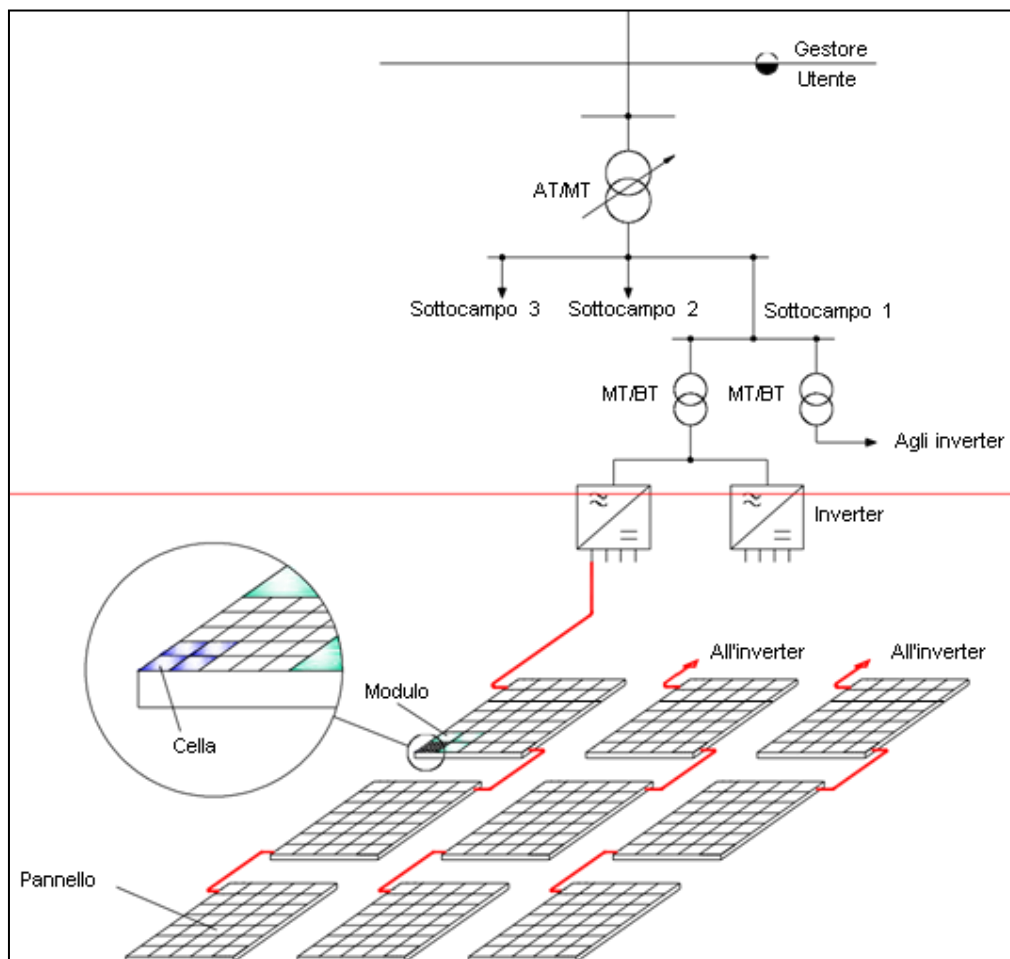 Gestore
Utente
AT/MT
Sottocampo 3
Sottocampo 2
Sottocampo 1
MT/BT
MT/BT
Agli inverter
Inverter
All'inverter
All'inverter
Modulo
Cella
Pannello